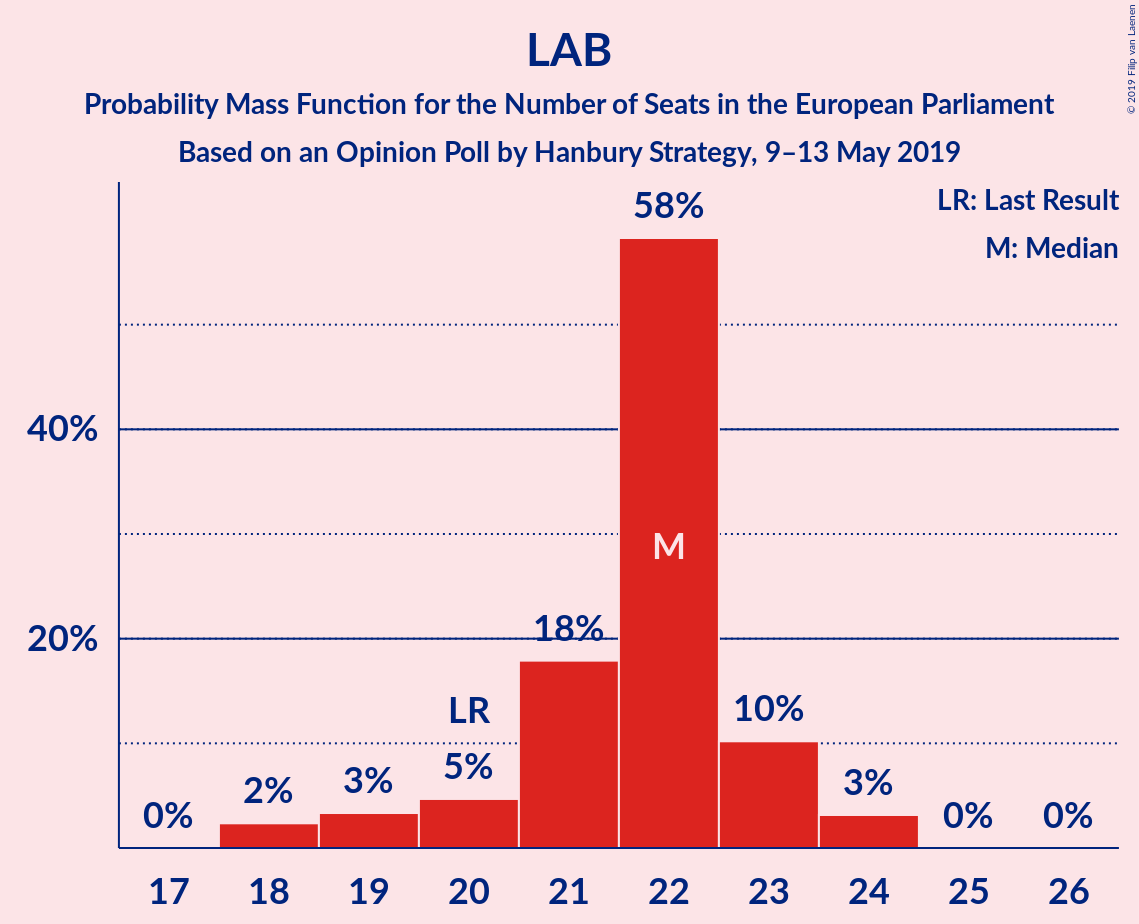 LAB
Probability Mass Function for the Number of Seats in the European Parliament
Based on an Opinion Poll by Hanbury Strategy, 9–13 May 2019
© 2019 Filip van Laenen
LR: Last Result
M: Median
58%
40%
M
20%
18%
LR
10%
5%
3%
3%
2%
0%
0%
0%
17 18 19 20 21 22 23 24 25 26